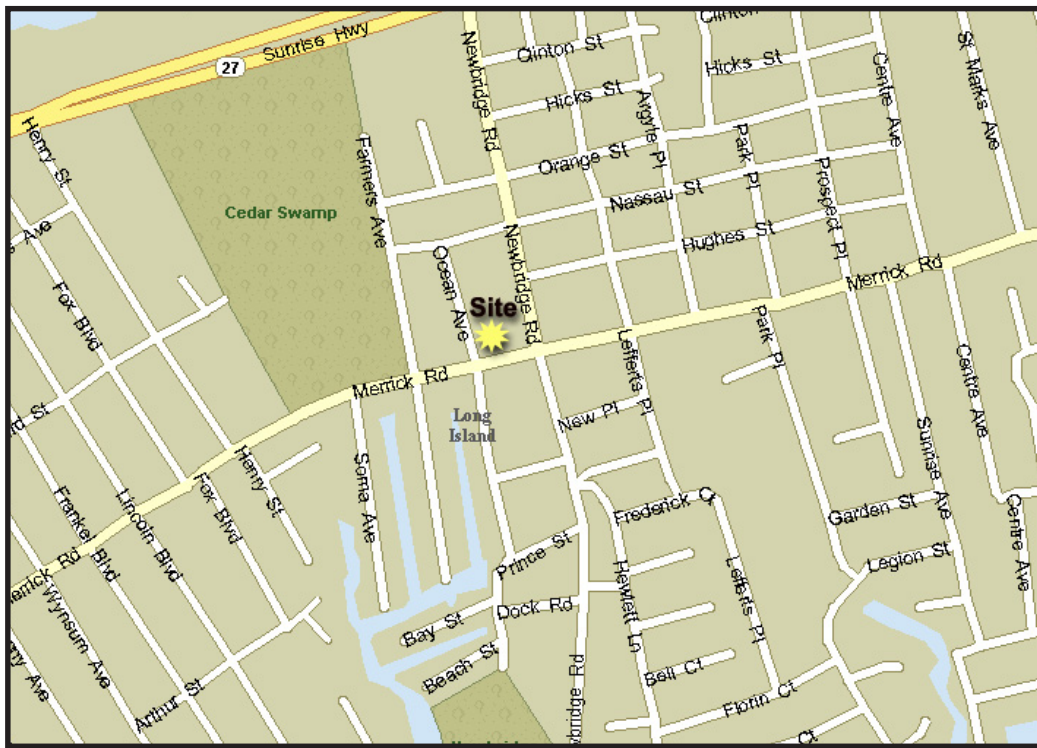 Sunrise Hwy
27
Newbridge Rd
Clinton St
Clinton
Hicks St
Hicks St
Centre Ave
St Marks Ave
Henry St
Farmers Ave
Argyle Pl
Orange St
Park Pl
Nassau St
Prospect Pl
Cedar Swamp
Hughes St
Ave
Ocean Ave
Newbridge Rd
Fox Blvd
Merrick Rd
Site
Lefferts Pl
Park Pl
Merrick Rd
Centre Ave
St
Long
Island
New Pl
Henry St
Soma Ave
Sunrise Ave
Fox Blvd
Lincoln Blvd
Frankel Blvd
Frederick Ct
Garden St
Centre Ave
Prince St
Legion St
Hewlett Ln
Lefferts Pl
Wynsum Ave
Dock Rd
Bay St
Beach St
Bell Ct
Ave
Arthur St
Florin Ct
Ct